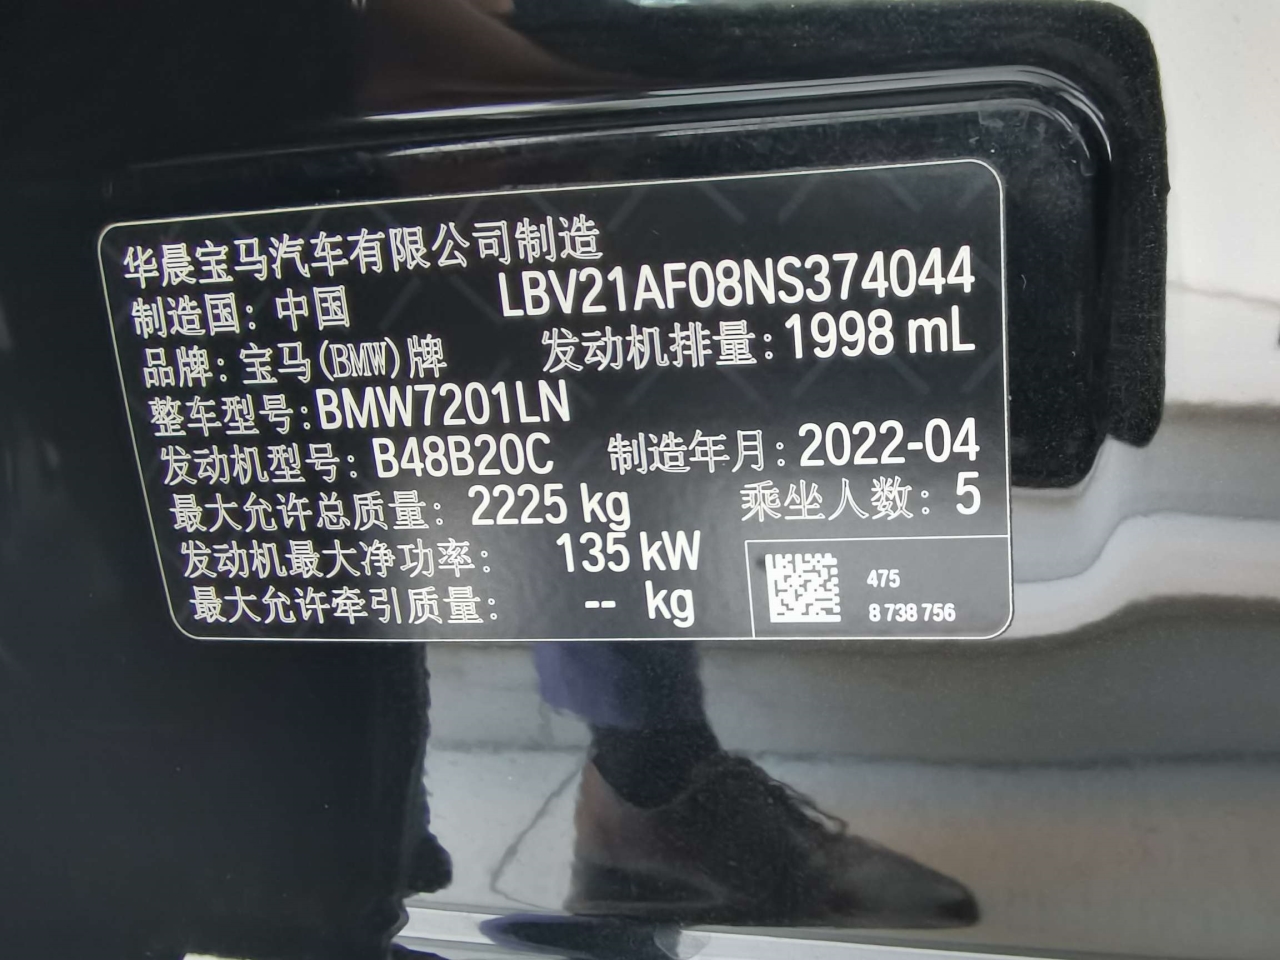 华晨宝马汽车有限公司制造
制造国：中国 LBV21AF08NS374044
品牌：宝马(BMW)牌 发动机排量：1998 mL
整车型号：BMW7201LN
发动机型号：B48B20C 制造年月：2022-04
最大允许总质量：2225 kg 乘坐人数：5
发动机最大净功率：135 kW
最大允许牵引质量：-- kg
475
8 738 756